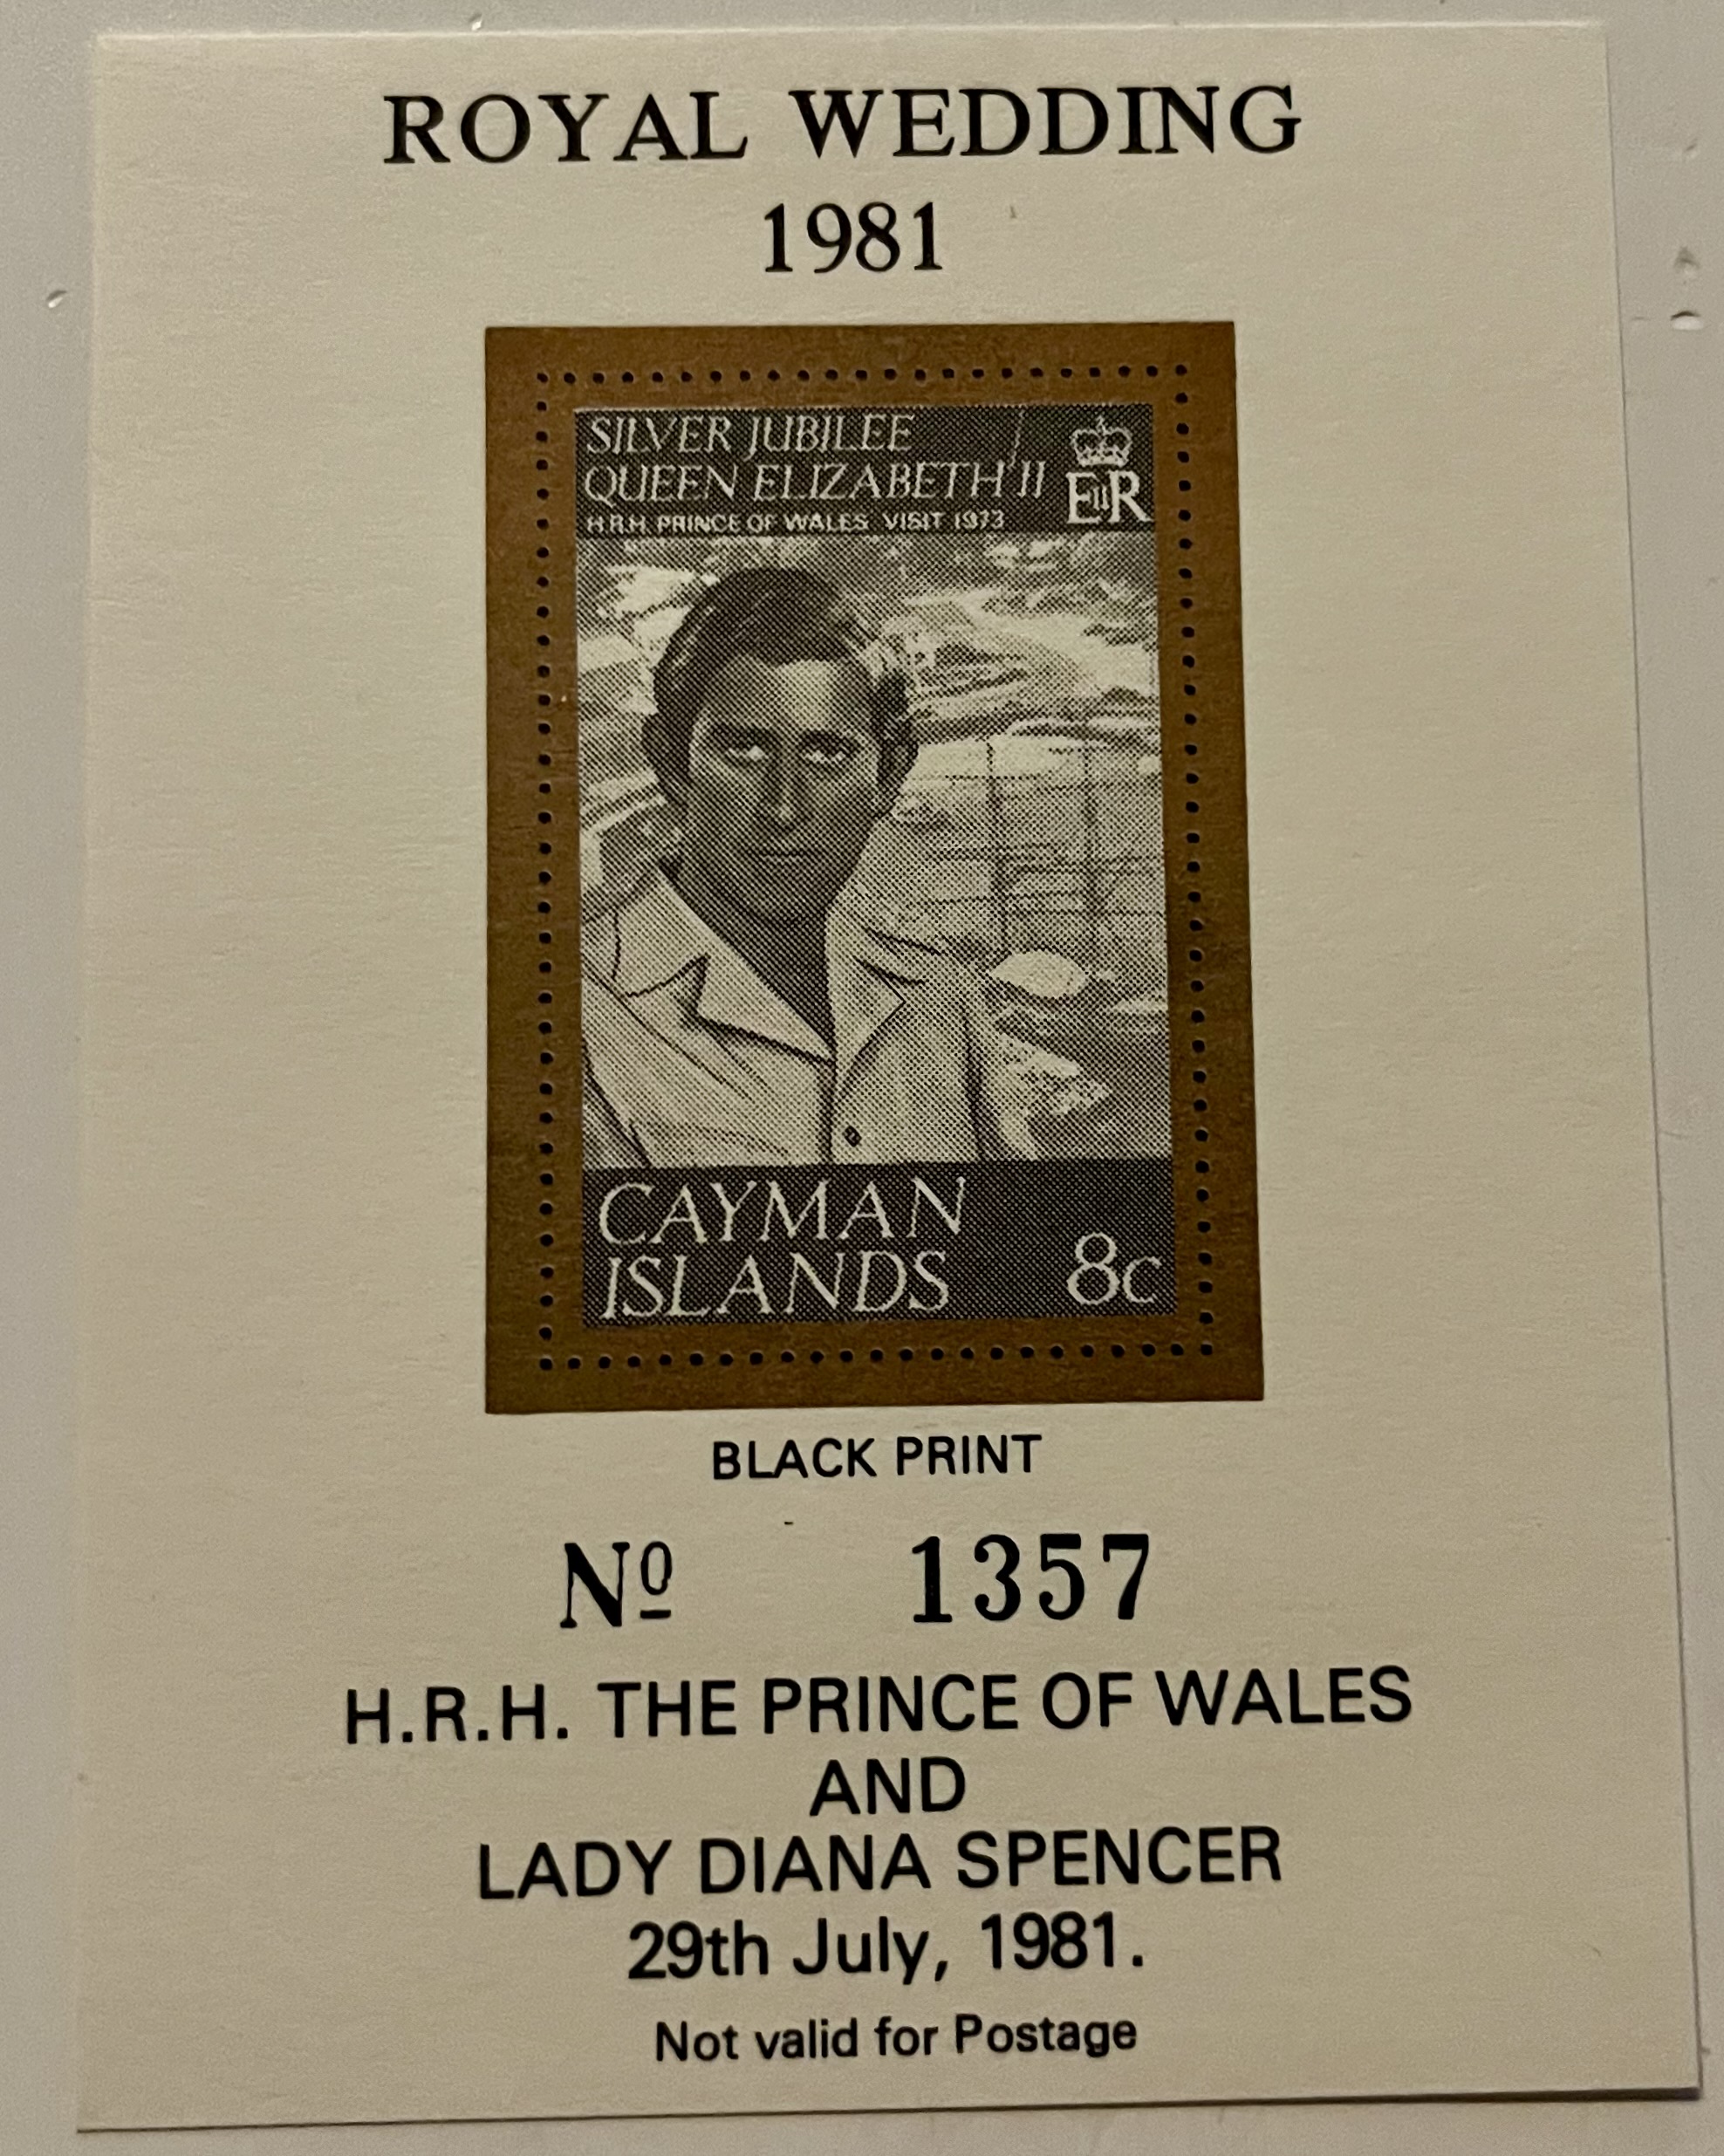 ROYAL WEDDING
1981
SILVER JUBILEE
QUEEN ELIZABETH II
EIIR
H.R.H. PRINCE OF WALES VISIT 1973
CAYMAN
ISLANDS 8c
BLACK PRINT
Nº 1357
H.R.H. THE PRINCE OF WALES
AND
LADY DIANA SPENCER
29th July, 1981.
Not valid for Postage